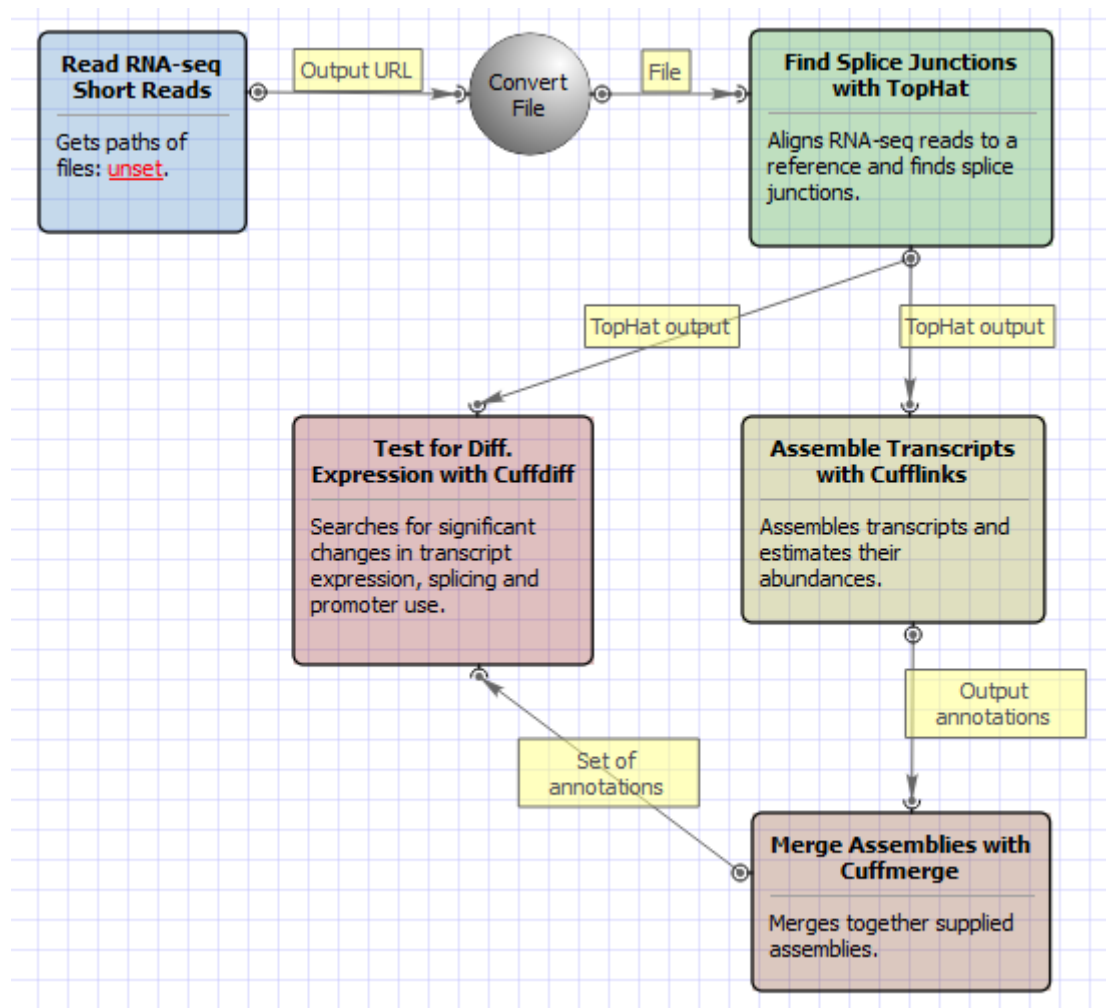 Read RNA-seq
Short Reads
Gets paths of
files: unset.
Output URL
Convert
File
File
Find Splice Junctions
with TopHat
Aligns RNA-seq reads to a
reference and finds splice
junctions.
TopHat output
TopHat output
Test for Diff.
Expression with Cuffdiff
Searches for significant
changes in transcript
expression, splicing and
promoter use.
Assemble Transcripts
with Cufflinks
Assembles transcripts and
estimates their
abundances.
Output
annotations
Set of
annotations
Merge Assemblies with
Cuffmerge
Merges together supplied
assemblies.